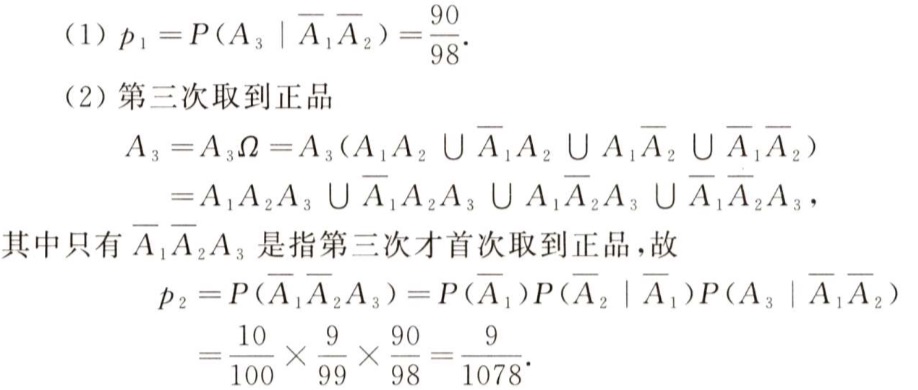 (1) p₁ = P(A₃ | A̅₁A̅₂) = 90/98.
(2) 第三次取到正品
A₃ = A₃Ω = A₃(A₁A₂ ∪ A̅₁A₂ ∪ A₁A̅₂ ∪ A̅₁A̅₂)
= A₁A₂A₃ ∪ A̅₁A₂A₃ ∪ A₁A̅₂A₃ ∪ A̅₁A̅₂A₃,
其中只有 A̅₁A̅₂A₃ 是指第三次才首次取到正品,故
p₂ = P(A̅₁A̅₂A₃) = P(A̅₁)P(A̅₂ | A̅₁)P(A₃ | A̅₁A̅₂)
= 10/100 × 9/99 × 90/98 = 9/1078.